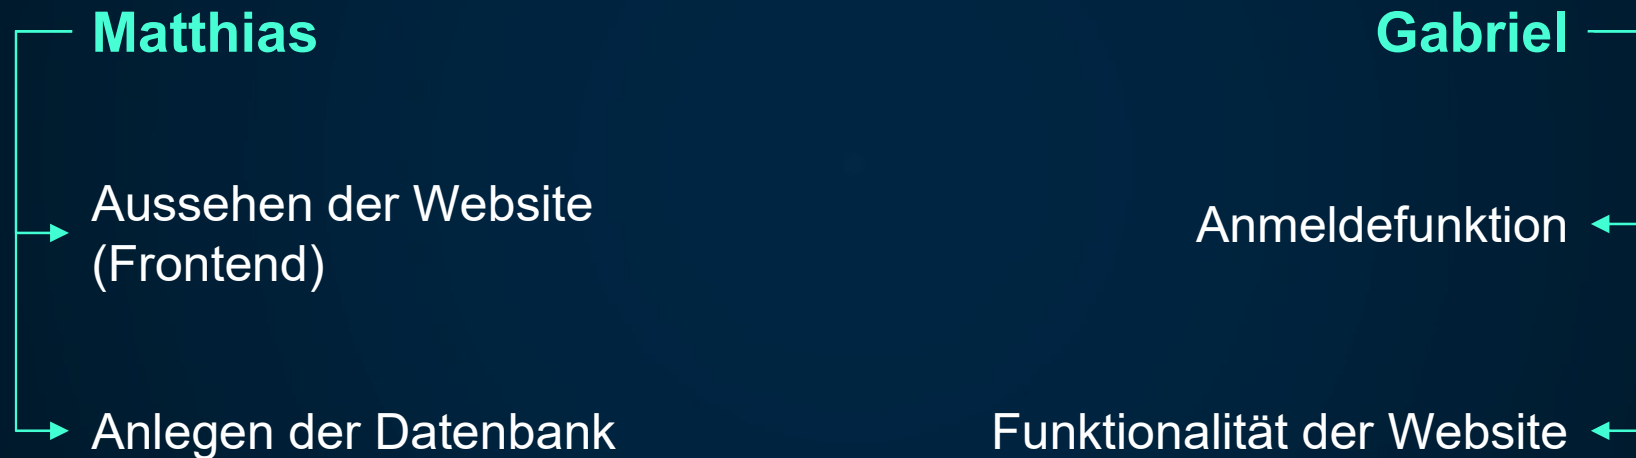 Matthias
Aussehen der Website
(Frontend)
Anlegen der Datenbank
Gabriel
Anmeldefunktion
Funktionalität der Website